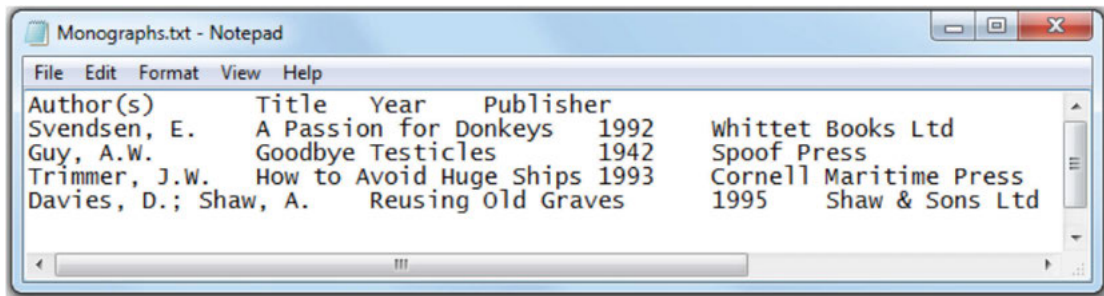 Monographs.txt - Notepad
File Edit Format View Help
Author(s) Title Year Publisher
Svendsen, E. A Passion for Donkeys 1992 Whittet Books Ltd
Guy, A.W. Goodbye Testicles 1942 Spoof Press
Trimmer, J.W. How to Avoid Huge Ships 1993 Cornell Maritime Press
Davies, D.; Shaw, A. Reusing Old Graves 1995 Shaw & Sons Ltd